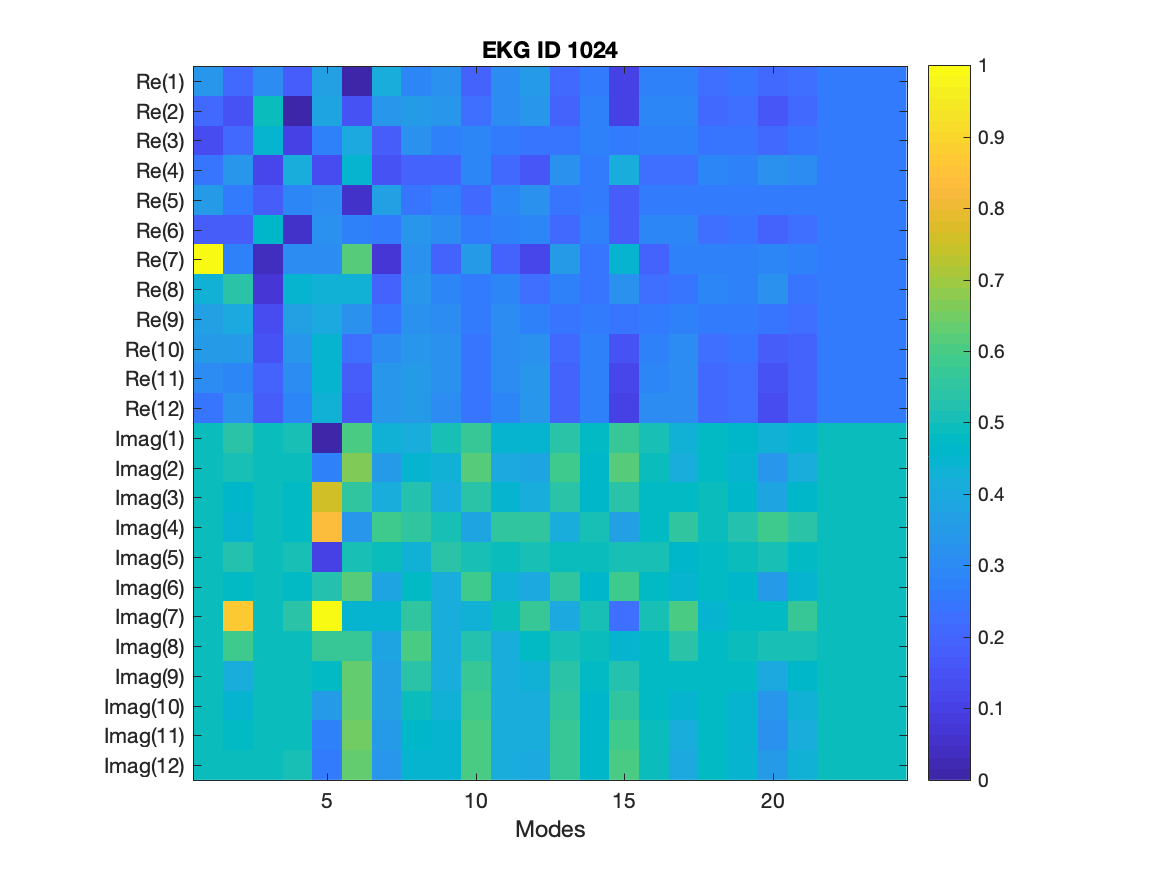 EKG ID 1024
Re(1)
Re(2)
Re(3)
Re(4)
Re(5)
Re(6)
Re(7)
Re(8)
Re(9)
Re(10)
Re(11)
Re(12)
Imag(1)
Imag(2)
Imag(3)
Imag(4)
Imag(5)
Imag(6)
Imag(7)
Imag(8)
Imag(9)
Imag(10)
Imag(11)
Imag(12)
5 10 15 20
Modes
1
0.9
0.8
0.7
0.6
0.5
0.4
0.3
0.2
0.1
0